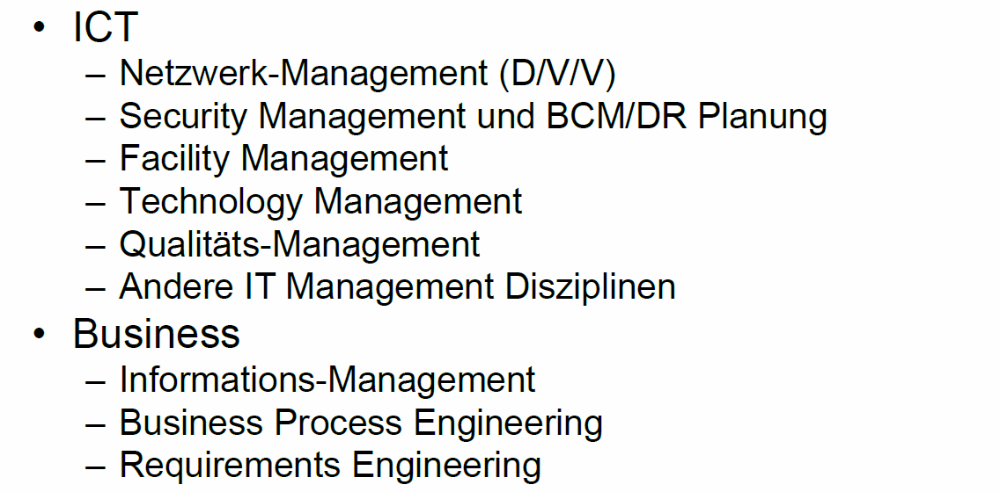 • ICT
– Netzwerk-Management (D/V/V)
– Security Management und BCM/DR Planung
– Facility Management
– Technology Management
– Qualitäts-Management
– Andere IT Management Disziplinen
• Business
– Informations-Management
– Business Process Engineering
– Requirements Engineering